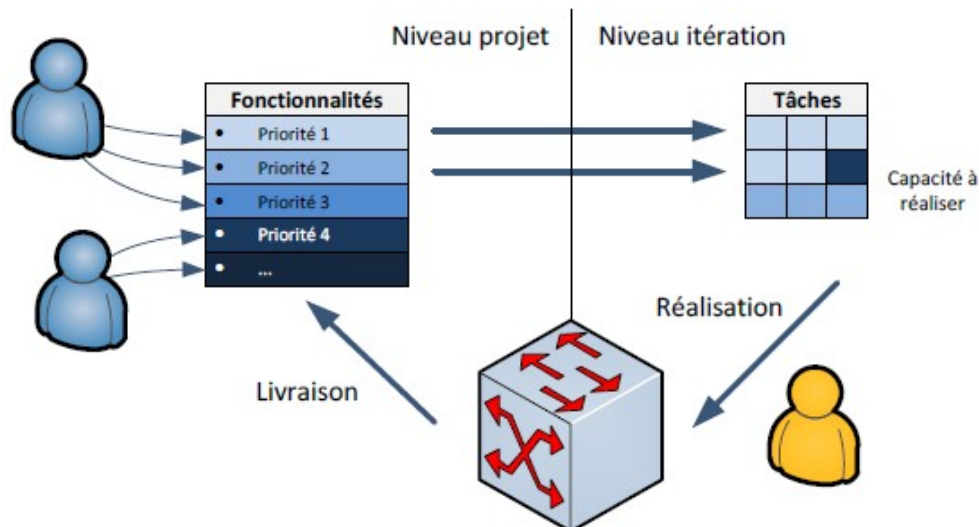 Niveau projet
Niveau itération
Fonctionnalités
• Priorité 1
• Priorité 2
• Priorité 3
• Priorité 4
• ...
Tâches
Capacité à
réaliser
Réalisation
Livraison